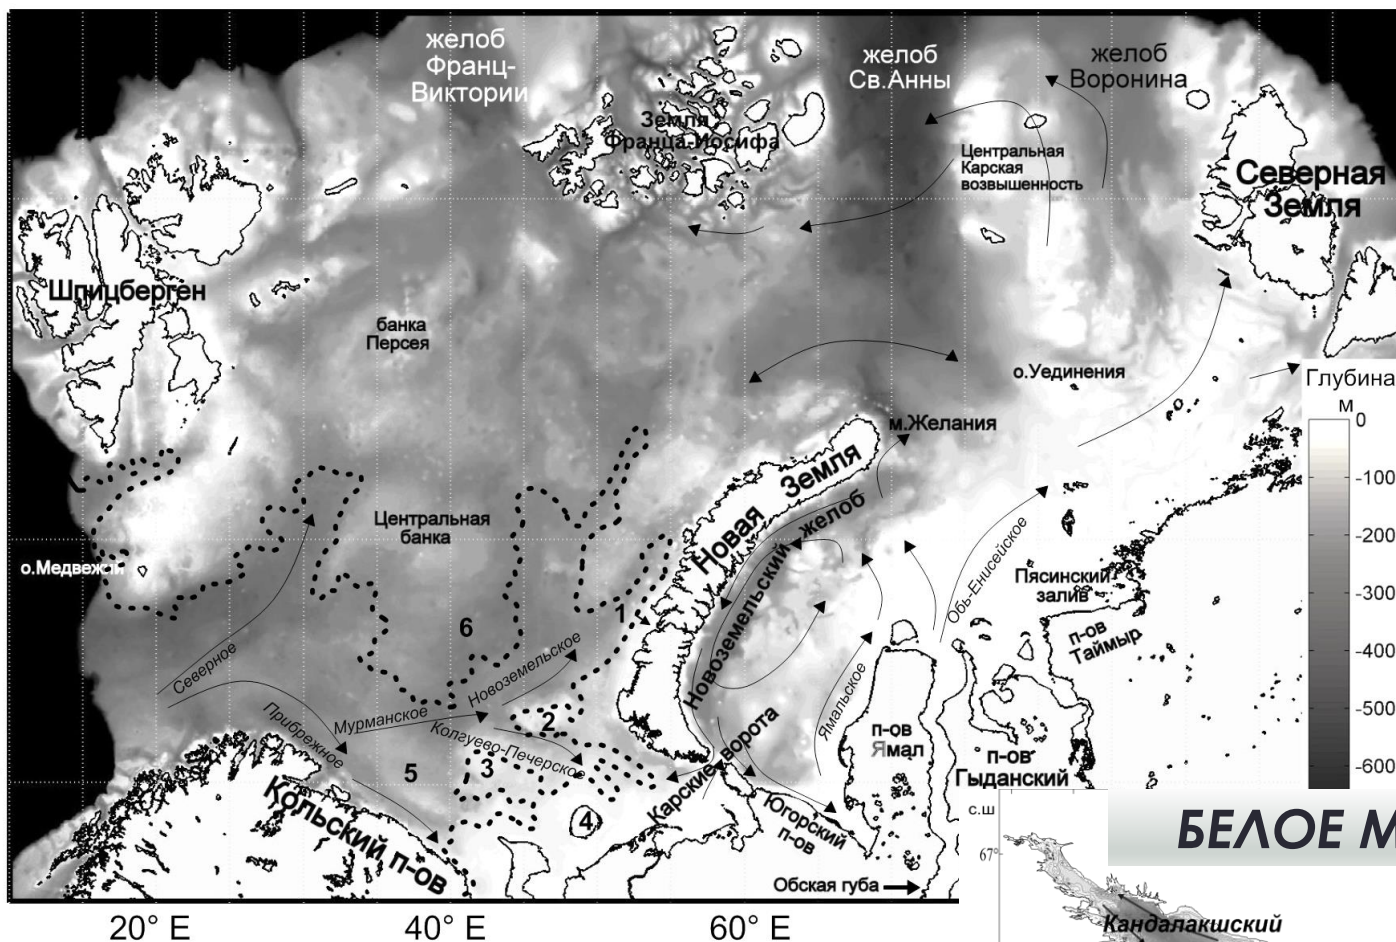 желоб
Франц-
Виктории
желоб
Св.Анны
желоб
Воронина
Земля
Франца-Иосифа
Центральная
Карская
возвышенность
Северная
Земля
Шпицберген
банка
Персея
о.Уединения
Глубина
м
0
-100
-200
-300
-400
-500
-600
м.Желания
Новая Земля
Новоземельский желоб
Центральная
банка
о.Медвежий
Обь-Енисейское
Пясинский
залив
п-ов
Таймыр
1
6
Северное
Новоземельское
Прибрежное
Мурманское
2
Колгуево-Печерское
Ямальское
п-ов
Ямал
п-ов
Гыданский
5
3
4
Карские ворота
Югорский
п-ов
Кольский п-ов
Обская губа
20° E
40° E
60° E
с.ш
67°
БЕЛОЕ М
Кандалакшский